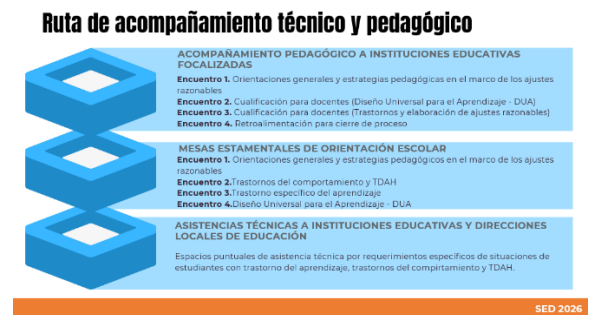 Ruta de acompañamiento técnico y pedagógico
ACOMPAÑAMIENTO PEDAGÓGICO A INSTITUCIONES EDUCATIVAS
FOCALIZADAS
Encuentro 1. Orientaciones generales y estrategias pedagógicas en el marco de los ajustes
razonables
Encuentro 2. Cualificación para docentes (Diseño Universal para el Aprendizaje - DUA)
Encuentro 3. Cualificación para docentes (Trastornos y elaboración de ajustes razonables)
Encuentro 4. Retroalimentación para cierre de proceso
MESAS ESTAMENTALES DE ORIENTACIÓN ESCOLAR
Encuentro 1. Orientaciones generales y estrategias pedagógicos en el marco de los ajustes
razonables
Encuentro 2.Trastornos del comportamiento y TDAH
Encuentro 3.Trastorno específico del aprendizaje
Encuentro 4.Diseño Universal para el Aprendizaje - DUA
ASISTENCIAS TÉCNICAS A INSTITUCIONES EDUCATIVAS Y DIRECCIONES
LOCALES DE EDUCACIÓN
Espacios puntuales de asistencia técnica por requerimientos específicos de situaciones de
estudiantes con trastorno del aprendizaje, trastornos del compirtamiento y TDAH.
SED 2026